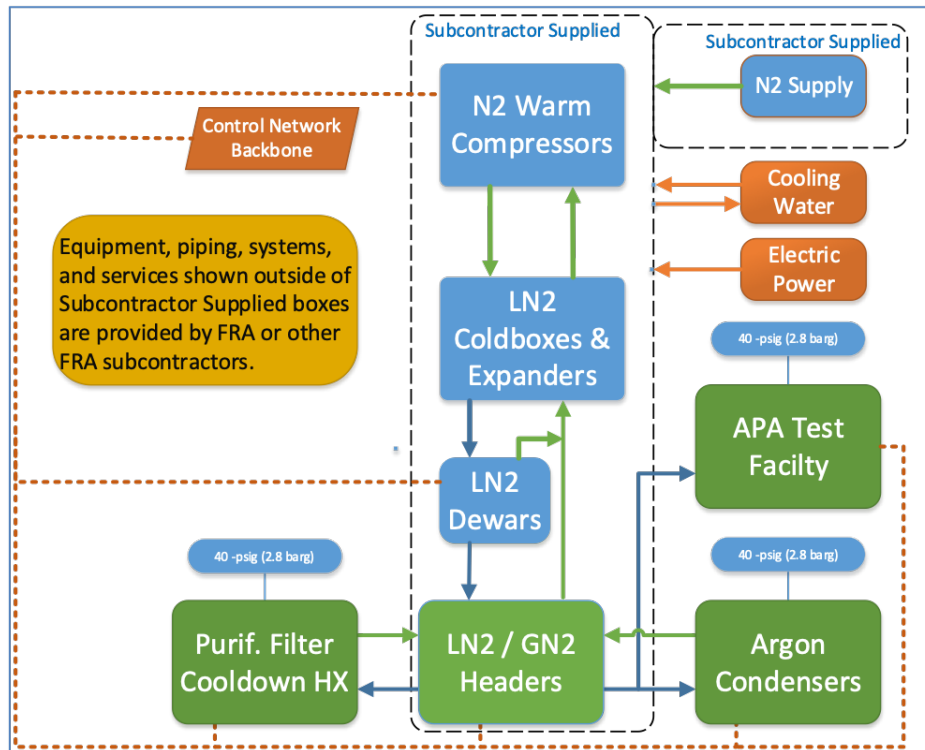 Subcontractor Supplied
Subcontractor Supplied
N2 Supply
N2 Warm
Compressors
Control Network
Backbone
Cooling
Water
Electric
Power
Equipment, piping, systems,
and services shown outside of
Subcontractor Supplied boxes
are provided by FRA or other
FRA subcontractors.
LN2
Coldboxes &
Expanders
40 -psig (2.8 barg)
APA Test
Facilty
LN2
Dewars
40 -psig (2.8 barg)
40 -psig (2.8 barg)
Purif. Filter
Cooldown HX
LN2 / GN2
Headers
Argon
Condensers